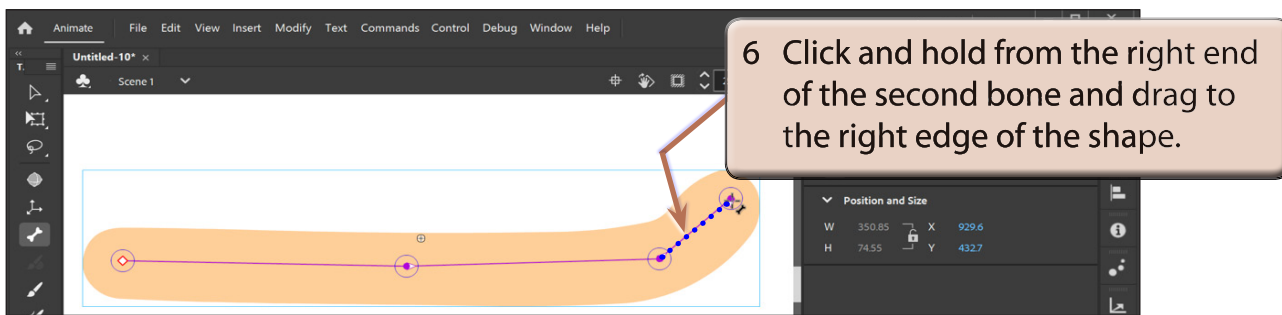 Animate File Edit View Insert Modify Text Commands Control Debug Window Help
Untitled-10* ×
T.
Scene 1
6 Click and hold from the right end
of the second bone and drag to
the right edge of the shape.
Position and Size
W 350.85 X 929.6
H 74.55 Y 432.7